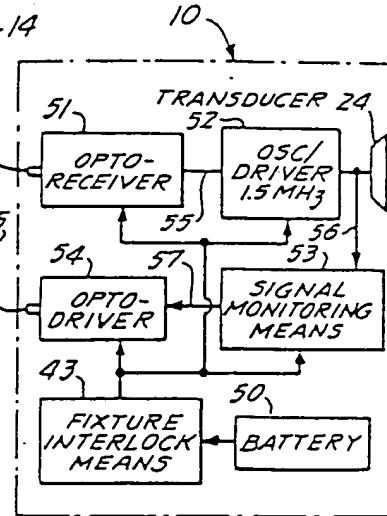 14
10
TRANSDUCER 24
51
52
OPTO-
RECEIVER
OSC/
DRIVER
1.5 MH3
55
56
54
57
53
OPTO-
DRIVER
SIGNAL
MONITORING
MEANS
43
50
FIXTURE
INTERLOCK
MEANS
BATTERY